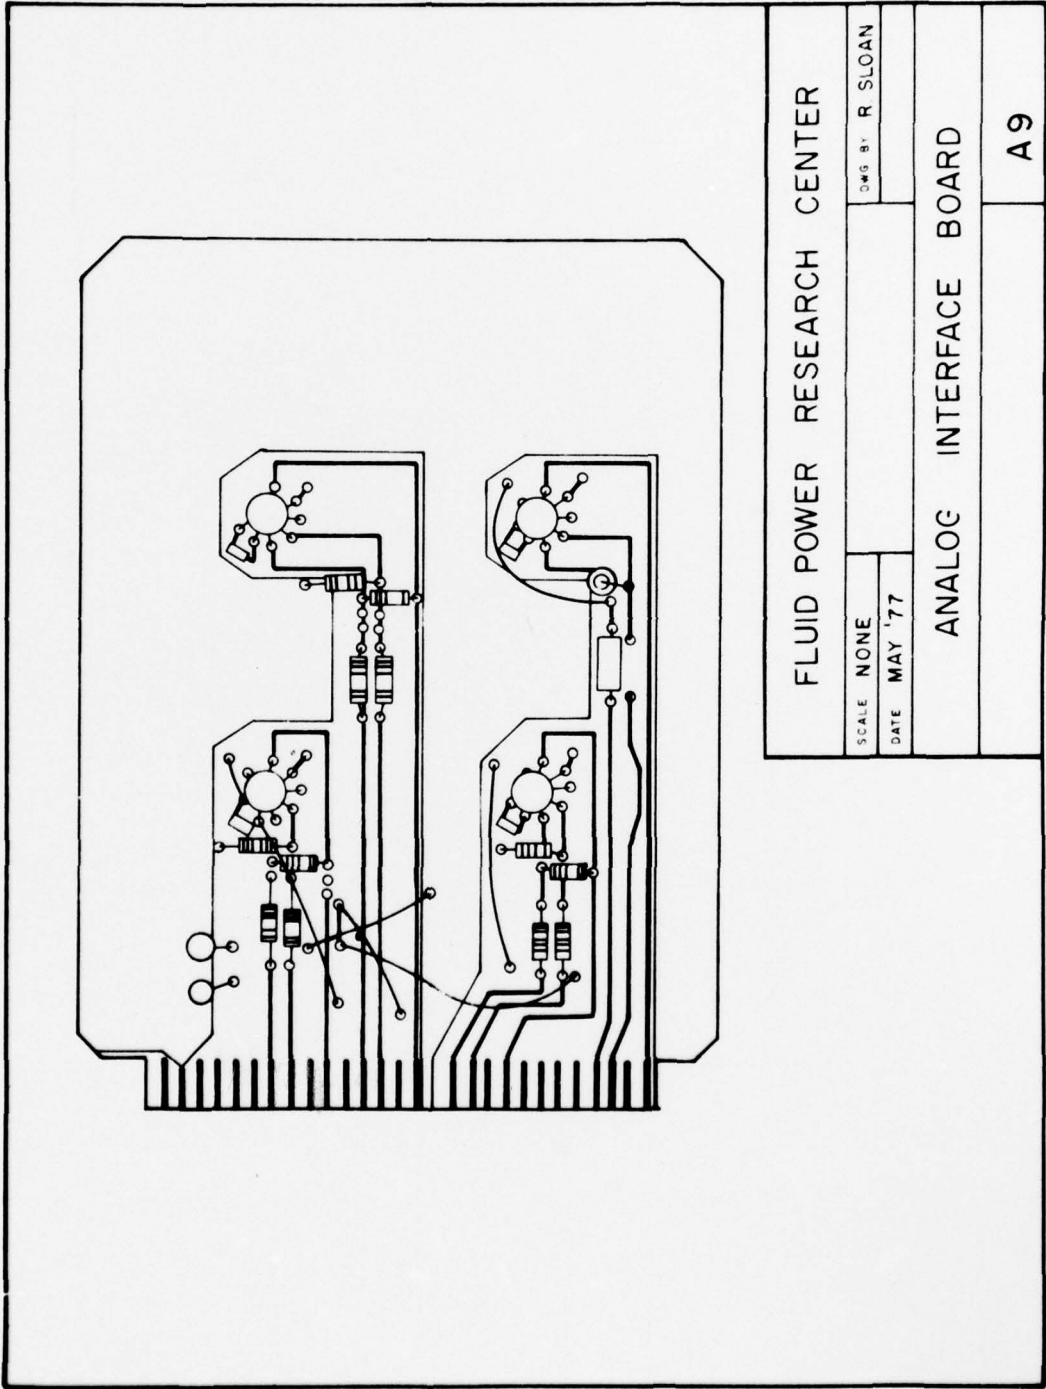 FLUID POWER RESEARCH CENTER
SCALE NONE
DWG BY R. SLOAN
DATE MAY '77
ANALOG INTERFACE BOARD
A9